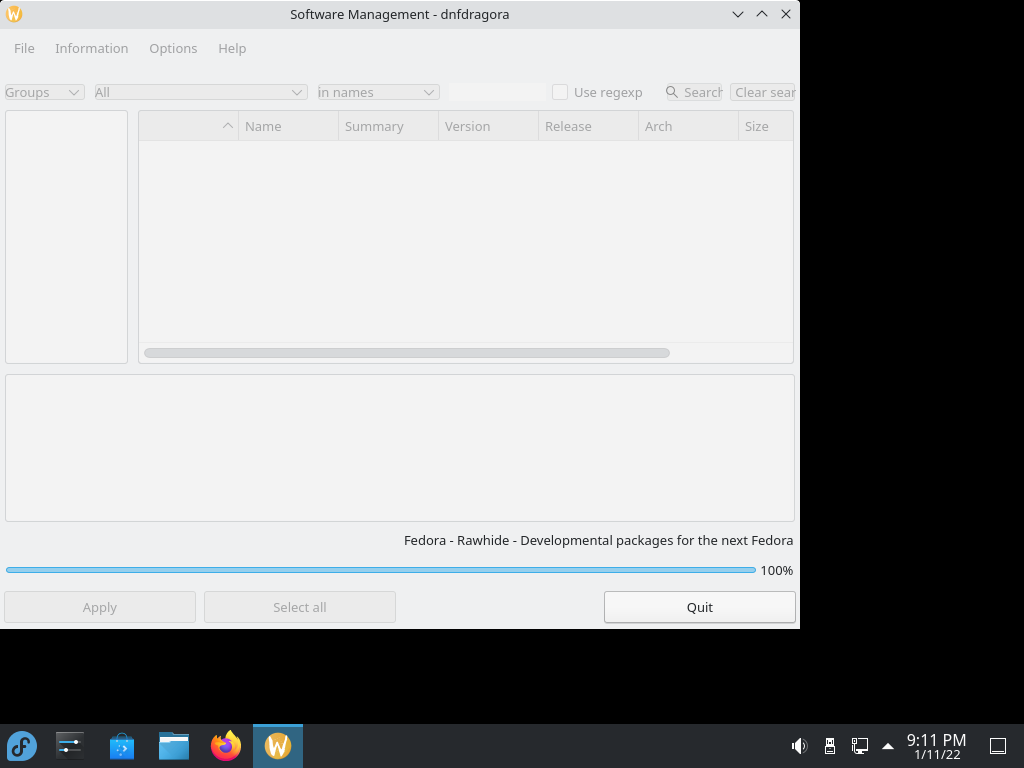 Software Management - dnfdragora
File Information Options Help
Groups All in names Use regexp Search Clear sear
Name Summary Version Release Arch Size
Fedora - Rawhide - Developmental packages for the next Fedora
100%
Apply Select all Quit
9:11 PM
1/11/22